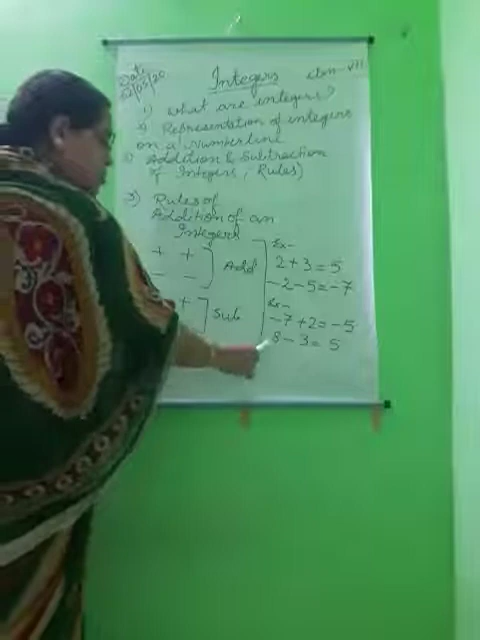 Date
Integers class-VII
1) What are integers?
2) Representation of integers
on a Numberline
Addition & Subtraction
of Integers, Rules)
3) Rules of
Addition of an
Integers
+ +
- -
] Add
+
] Sub
Ex-
2+3=5
-2-5=-7
Ex-
-7+2=-5
8-3=5